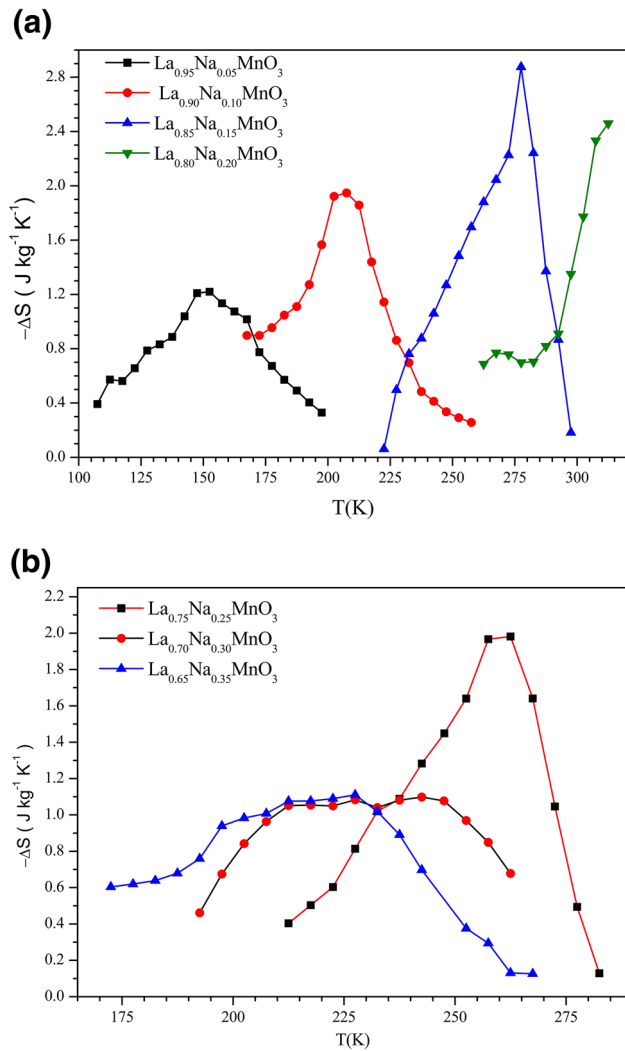 (a)
La0.95Na0.05MnO3
La0.90Na0.10MnO3
La0.85Na0.15MnO3
La0.80Na0.20MnO3
−ΔS ( J kg-1 K-1)
2.8
2.4
2.0
1.6
1.2
0.8
0.4
0.0
100 125 150 175 200 225 250 275 300
T(K)
(b)
La0.75Na0.25MnO3
La0.70Na0.30MnO3
La0.65Na0.35MnO3
−ΔS ( J kg-1 K-1)
2.2
2.0
1.8
1.6
1.4
1.2
1.0
0.8
0.6
0.4
0.2
0.0
175 200 225 250 275
T(K)